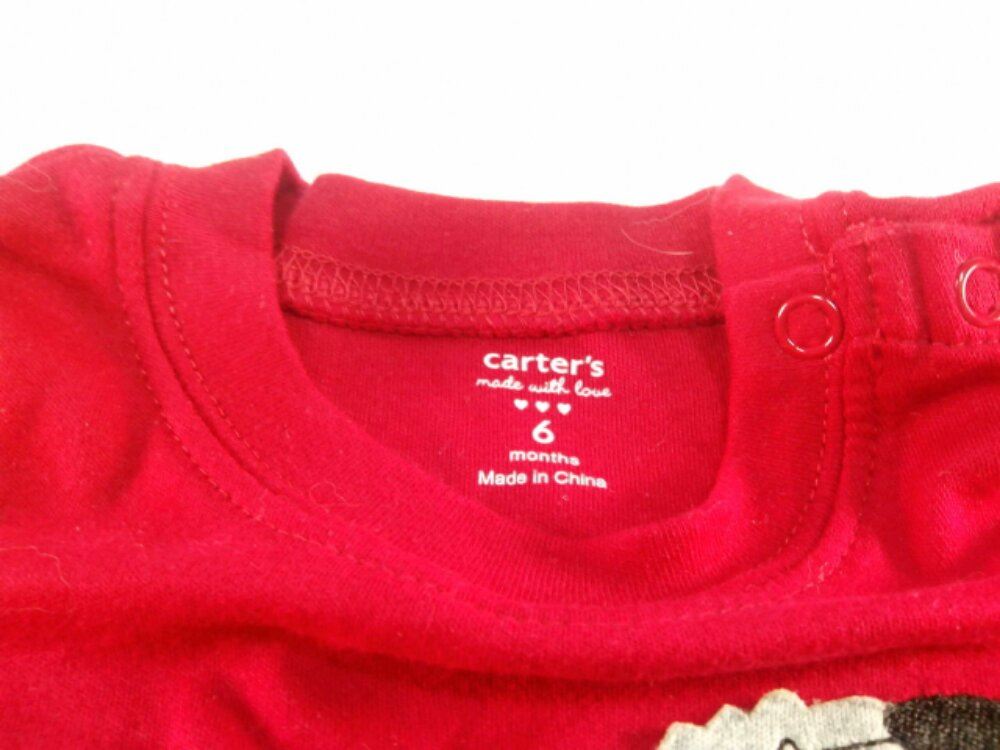 carter's
made with love
6
months
Made in China